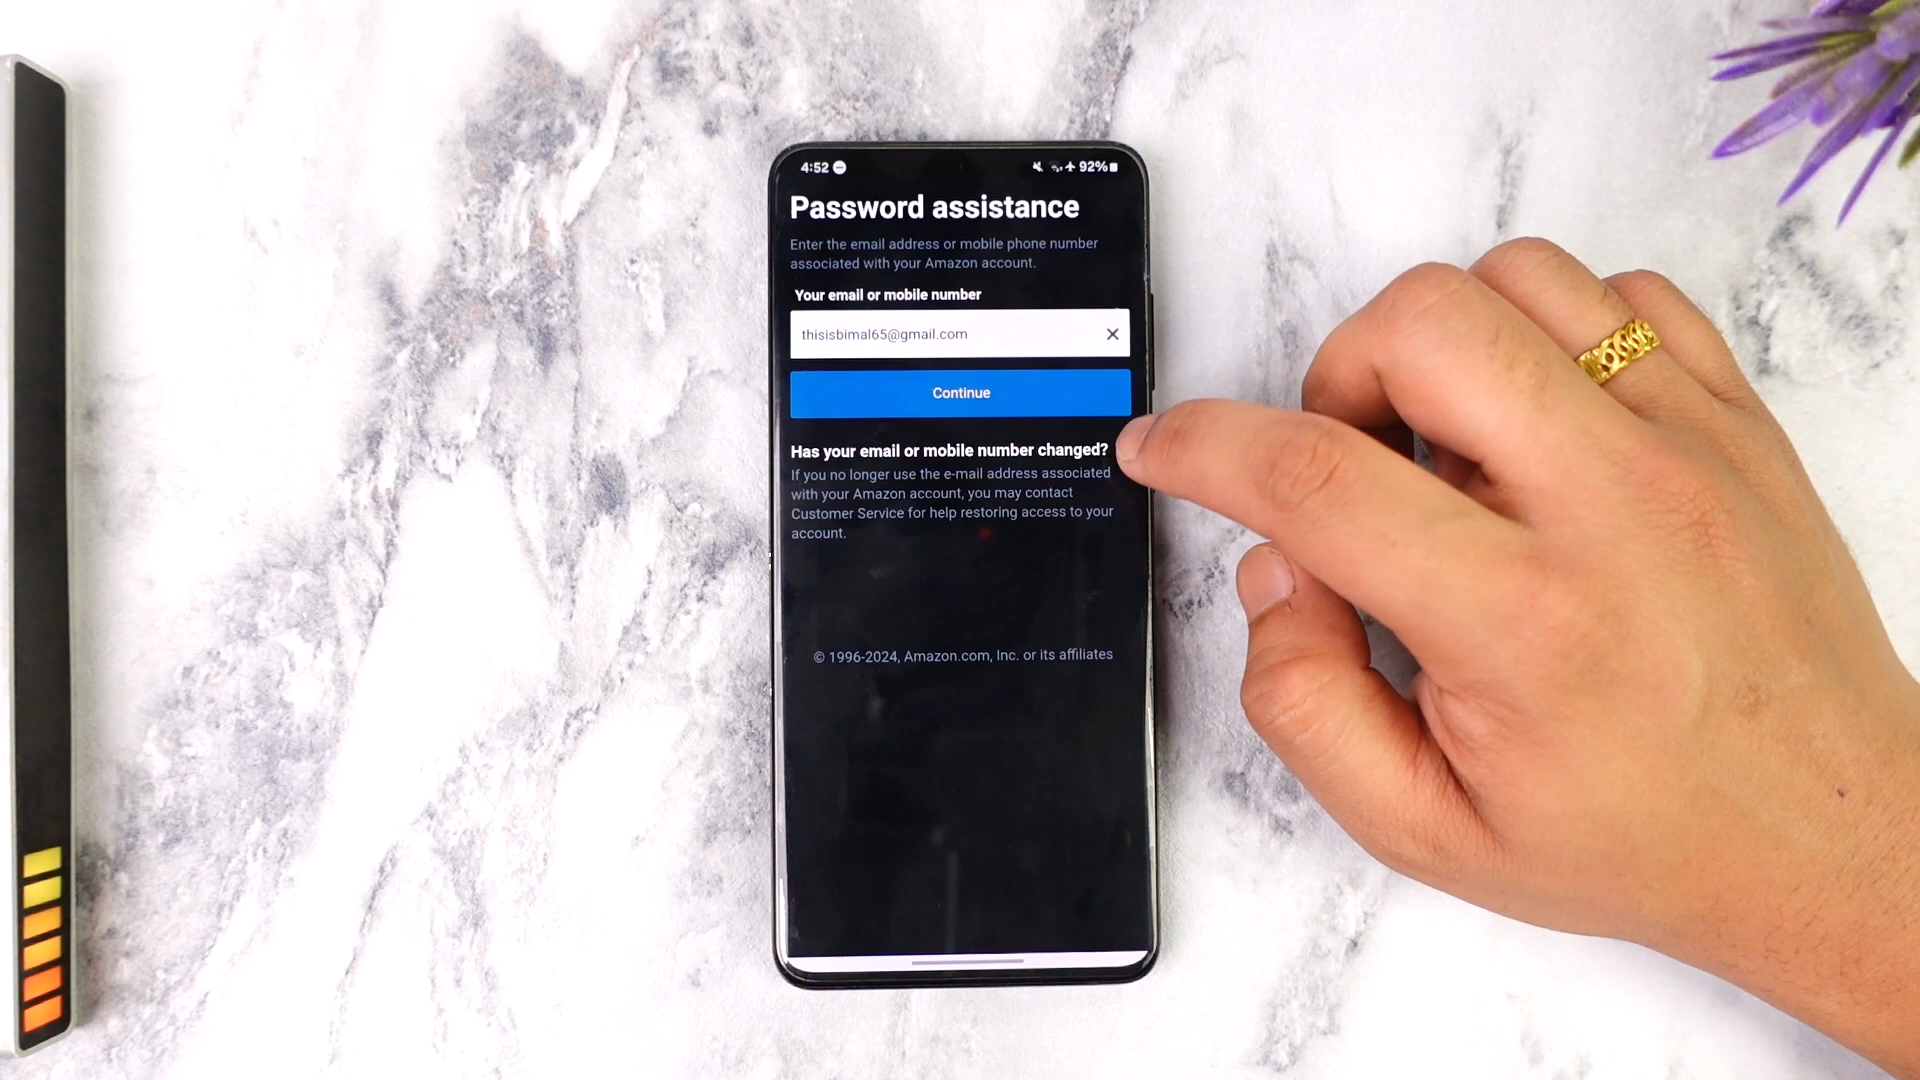 4:52
92%
Password assistance
Enter the email address or mobile phone number
associated with your Amazon account.
Your email or mobile number
thisisbimal65@gmail.com
Continue
Has your email or mobile number changed?
If you no longer use the e-mail address associated
with your Amazon account, you may contact
Customer Service for help restoring access to your
account.
© 1996-2024, Amazon.com, Inc. or its affiliates